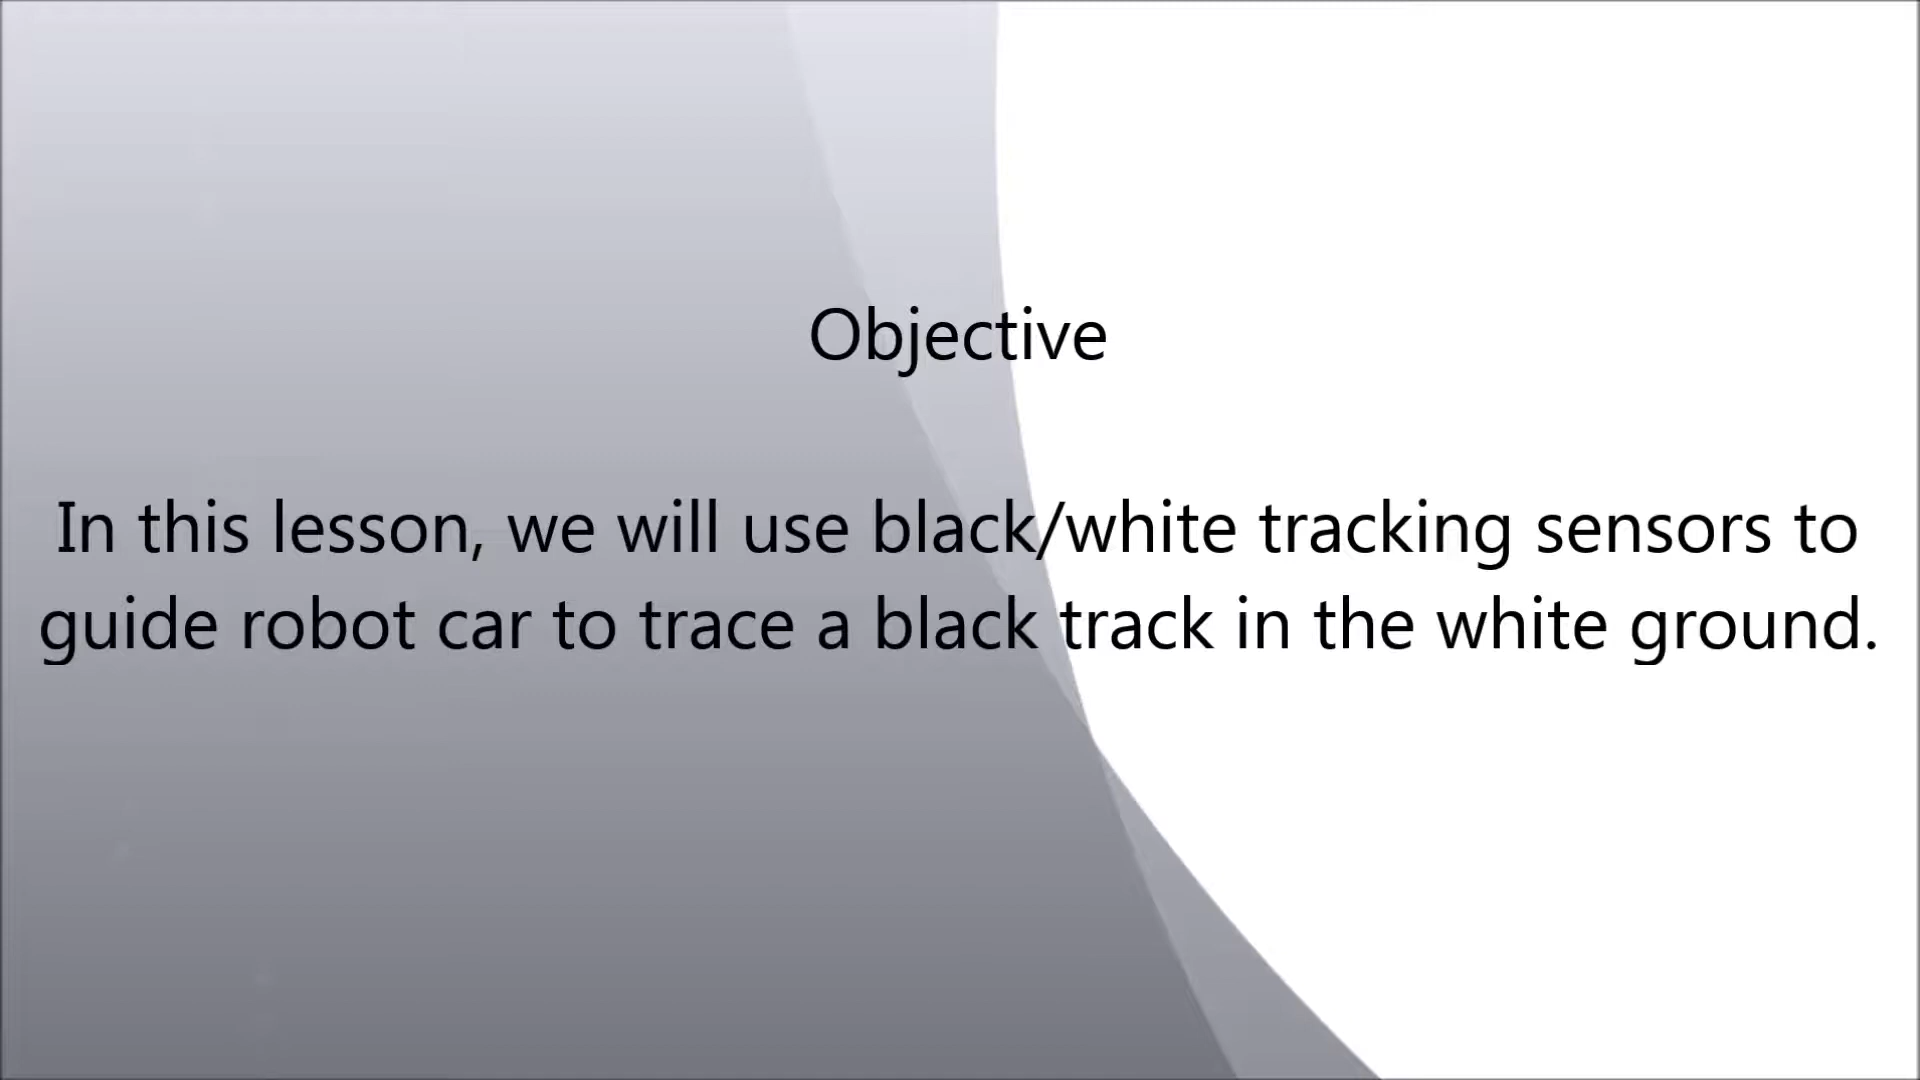 Objective
In this lesson, we will use black/white tracking sensors to
guide robot car to trace a black track in the white ground.